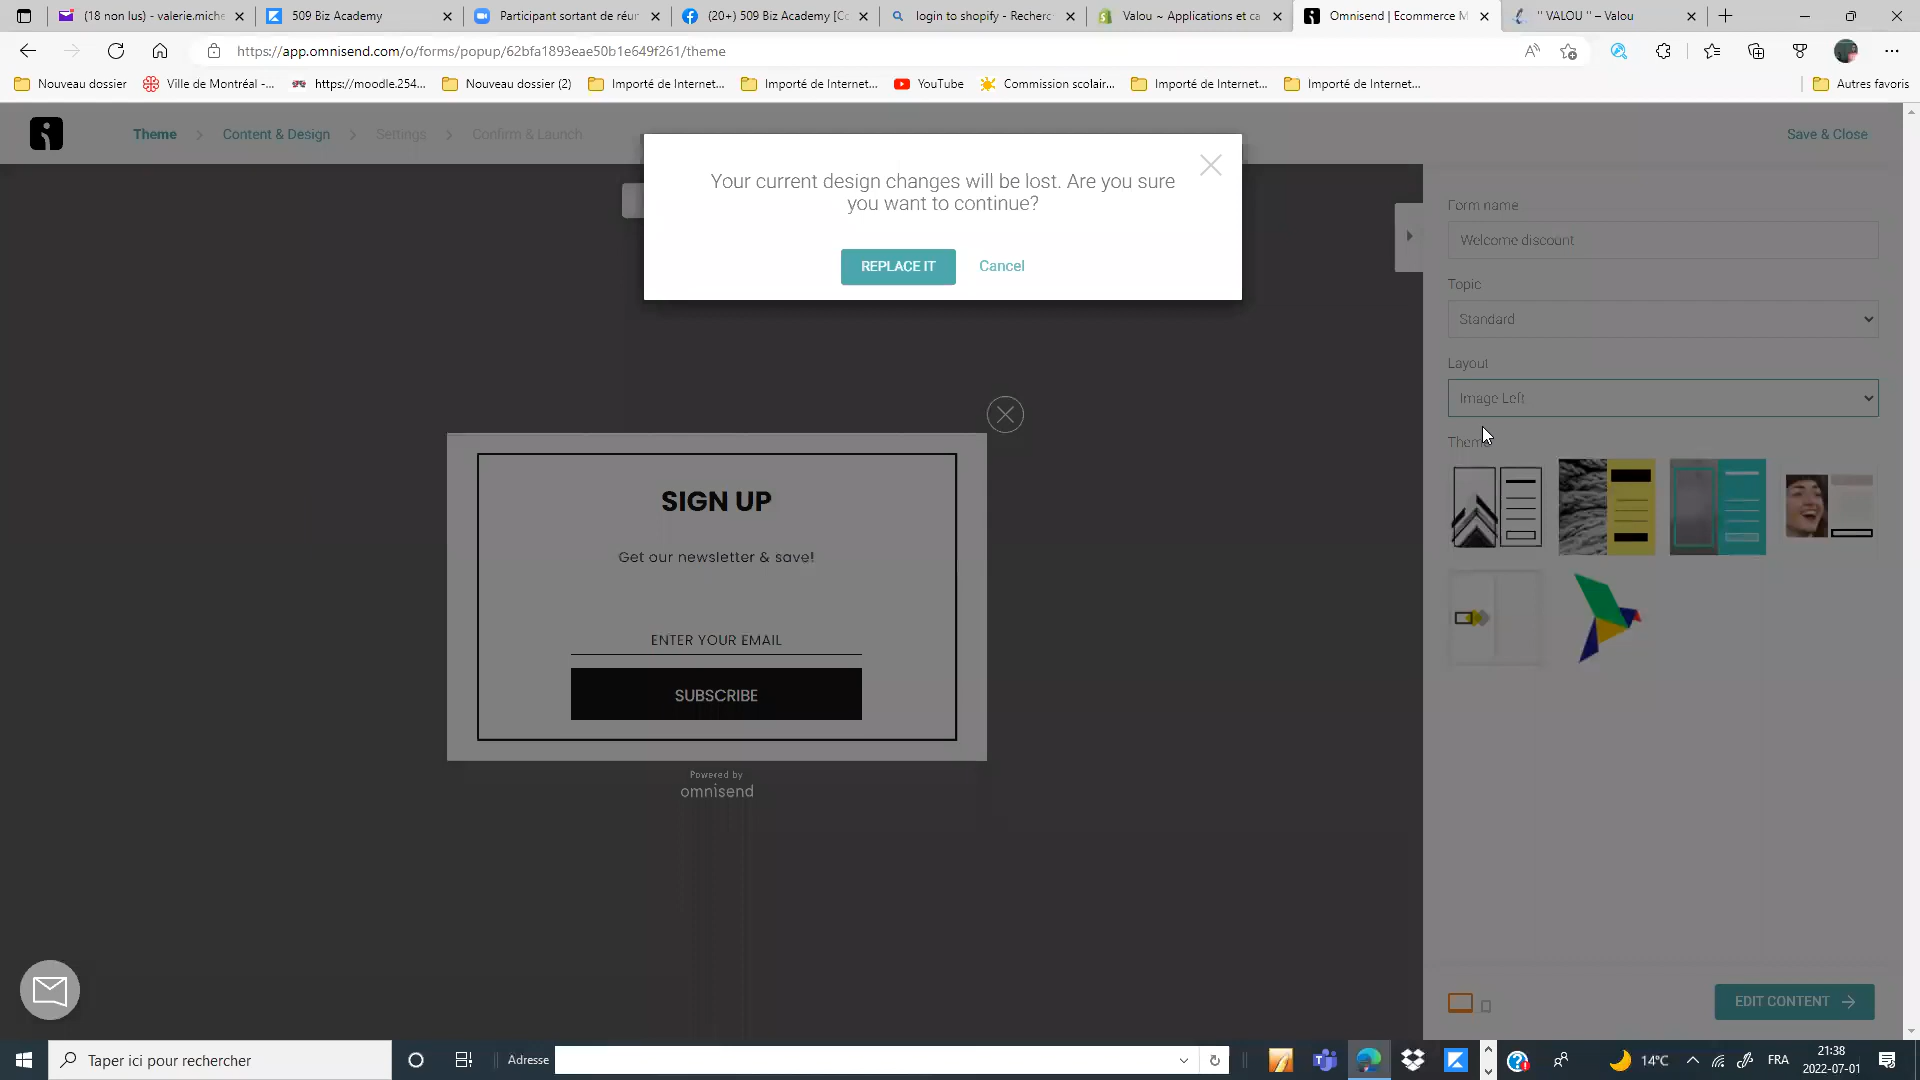 (18 non lus) - valerie.miche
509 Biz Academy
Participant sortant de réur
(20+) 509 Biz Academy [Co
login to shopify - Recherc
Valou ~ Applications et ca
Omnisend | Ecommerce M
'' VALOU '' – Valou
https://app.omnisend.com/o/forms/popup/62bfa1893eae50b1e649f261/theme
Nouveau dossier
Ville de Montréal -...
https://moodle.254...
Nouveau dossier (2)
Importé de Internet...
Importé de Internet...
YouTube
Commission scolair...
Importé de Internet...
Importé de Internet...
Autres favoris
Theme
Content & Design
Settings
Confirm & Launch
Save & Close
Your current design changes will be lost. Are you sure
you want to continue?
REPLACE IT
Cancel
Form name
Welcome discount
Topic
Standard
Layout
Image Left
Theme
SIGN UP
Get our newsletter & save!
ENTER YOUR EMAIL
SUBSCRIBE
Powered by
omnisend
EDIT CONTENT
Taper ici pour rechercher
Adresse
14°C
FRA
21:38
2022-07-01